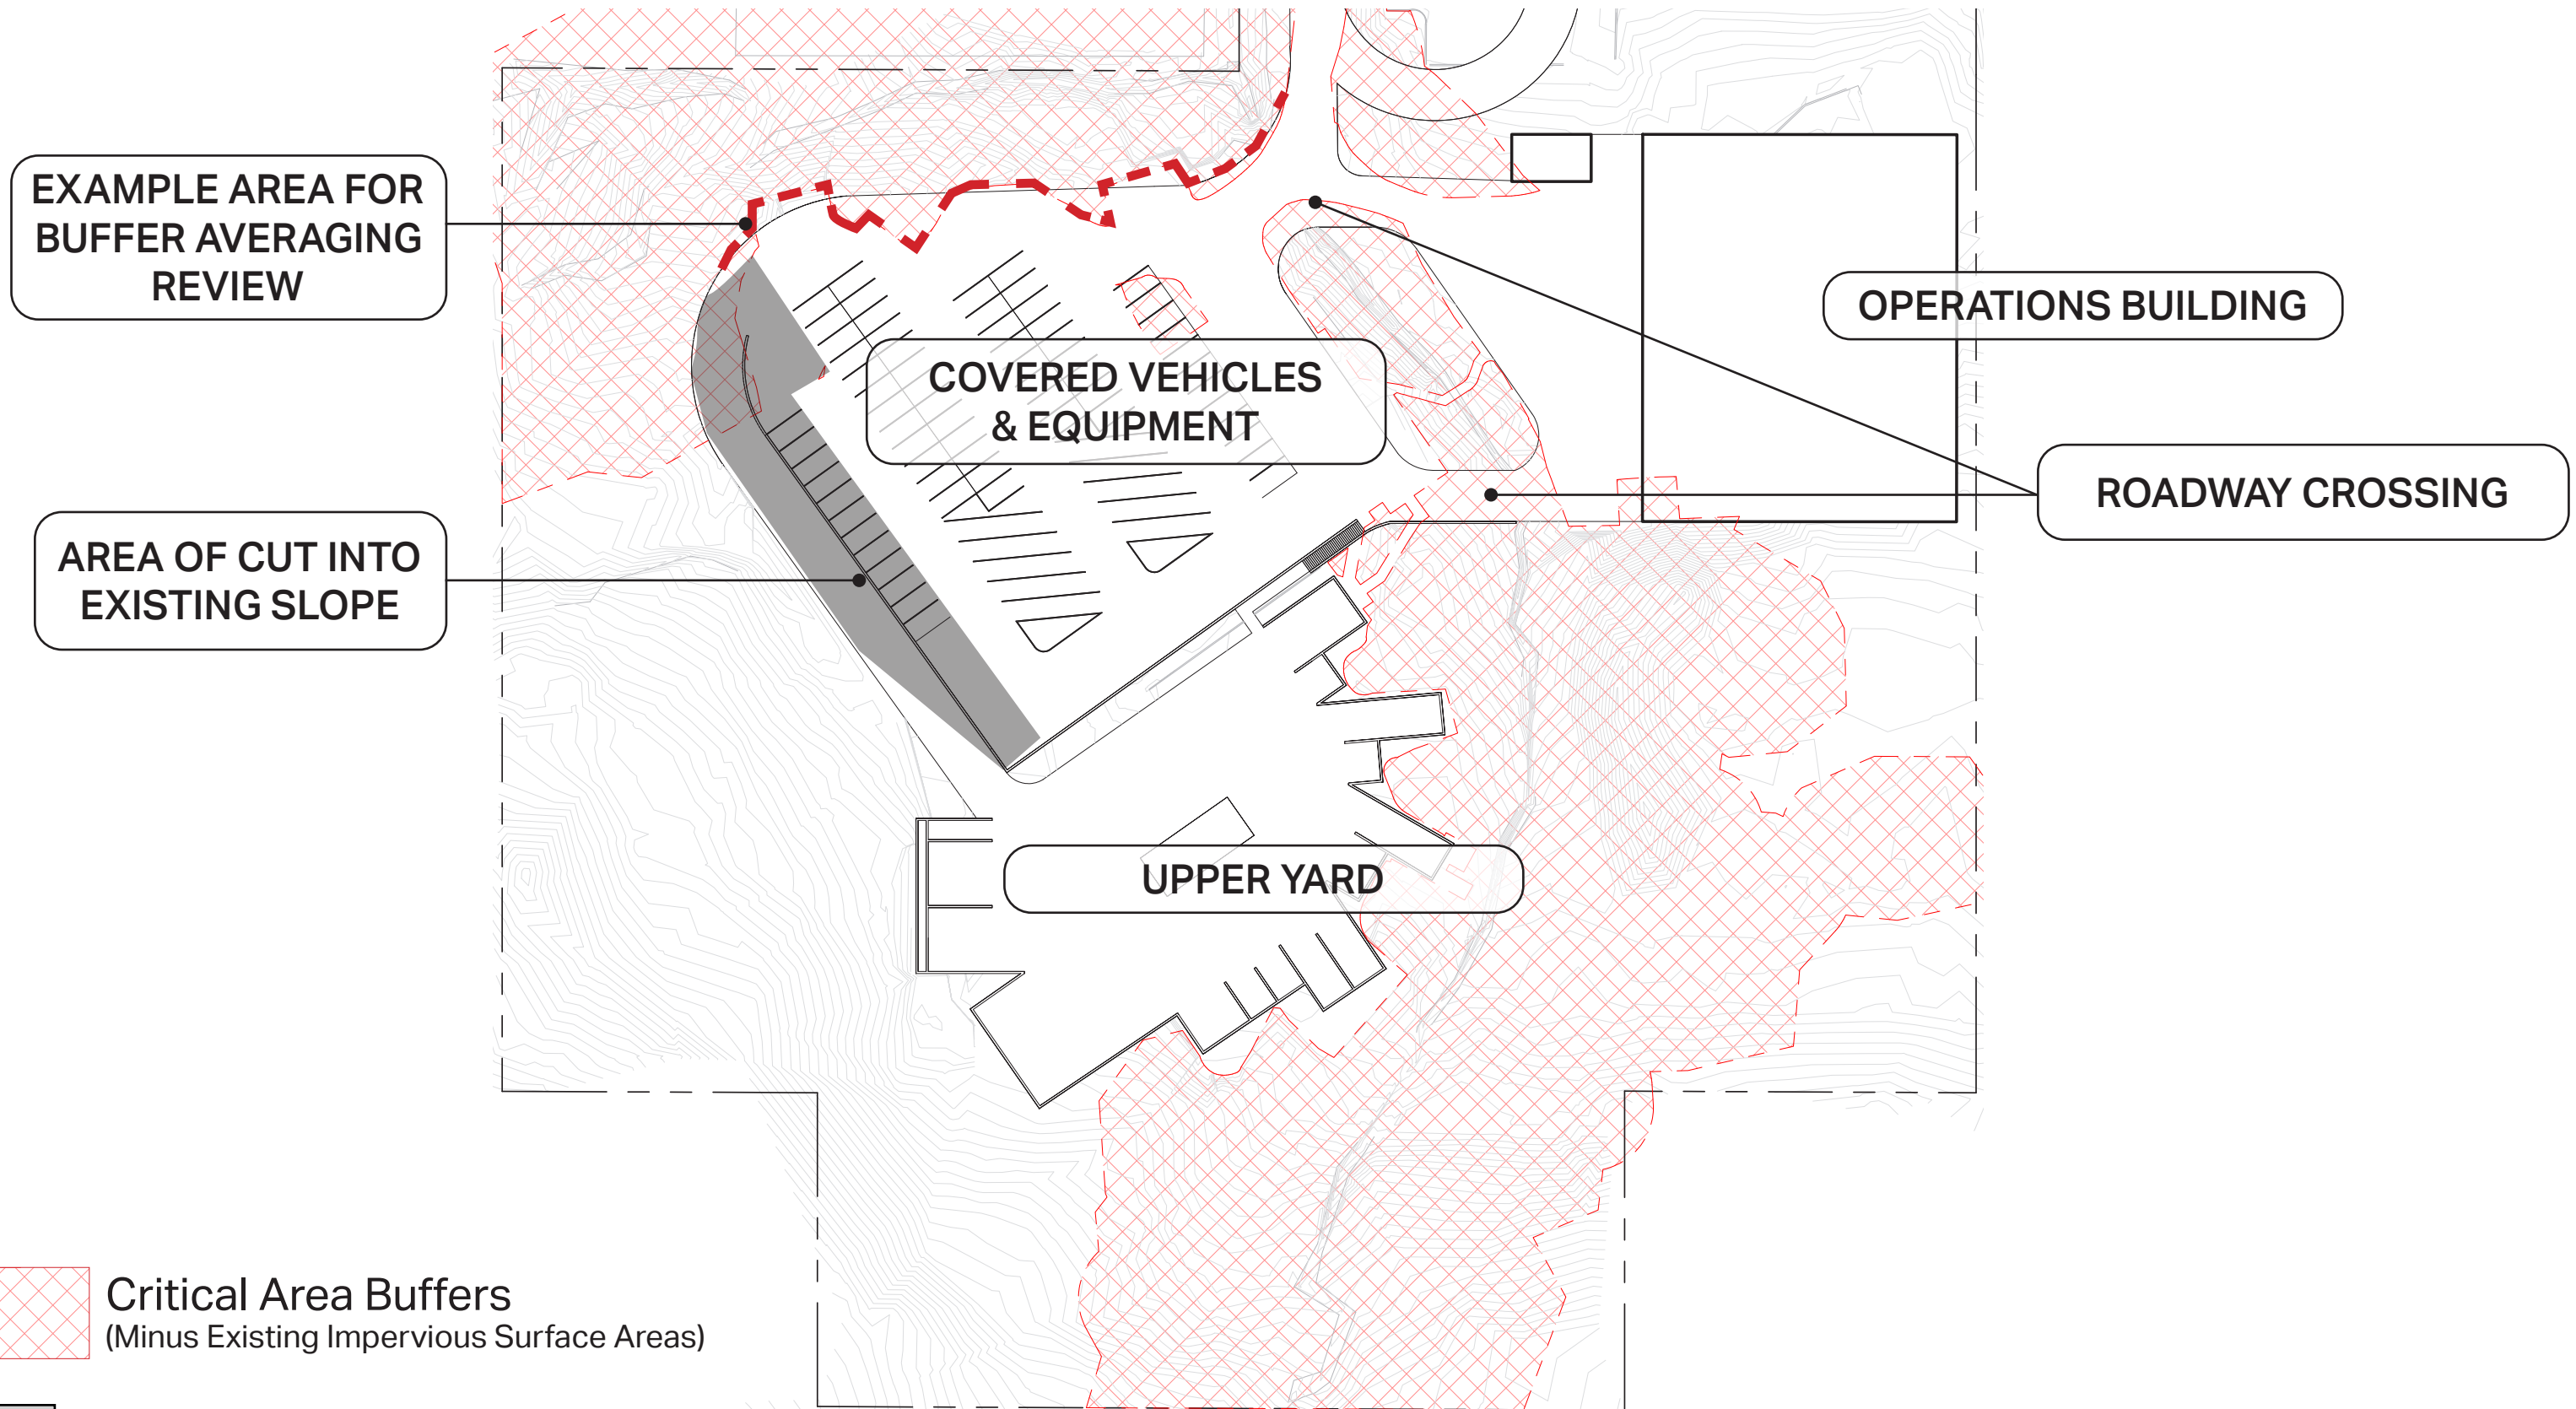 EXAMPLE AREA FOR
BUFFER AVERAGING
REVIEW
OPERATIONS BUILDING
COVERED VEHICLES
& EQUIPMENT
ROADWAY CROSSING
AREA OF CUT INTO
EXISTING SLOPE
UPPER YARD
Critical Area Buffers
(Minus Existing Impervious Surface Areas)